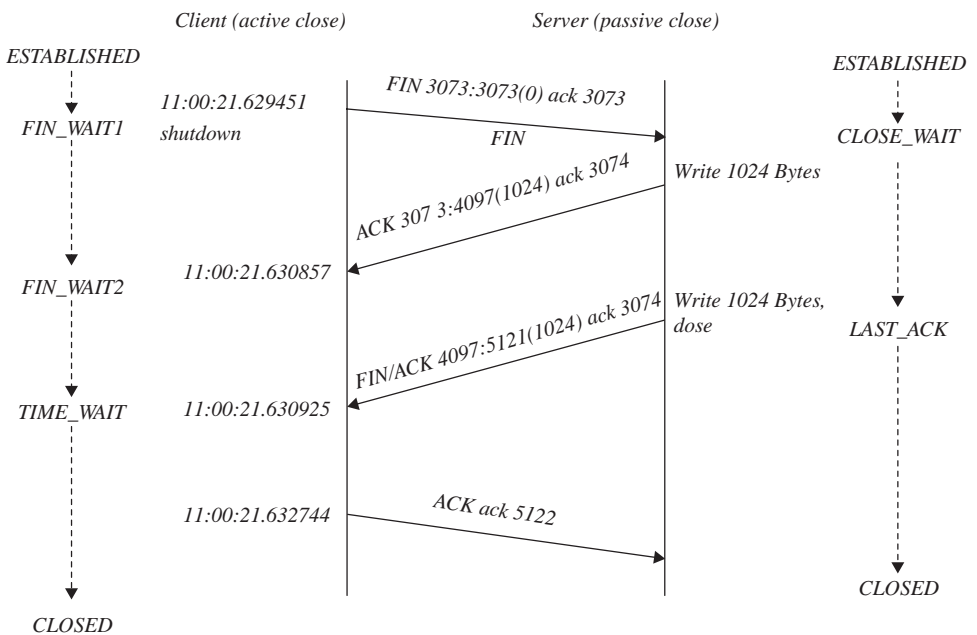 Client (active close)
Server (passive close)
ESTABLISHED
ESTABLISHED
FIN 3073:3073(0) ack 3073
11:00:21.629451
shutdown
FIN_WAIT1
FIN
CLOSE_WAIT
ACK 307 3:4097(1024) ack 3074
Write 1024 Bytes
11:00:21.630857
FIN_WAIT2
FIN/ACK 4097:5121(1024) ack 3074
Write 1024 Bytes,
dose
LAST_ACK
TIME_WAIT
11:00:21.630925
ACK ack 5122
11:00:21.632744
CLOSED
CLOSED